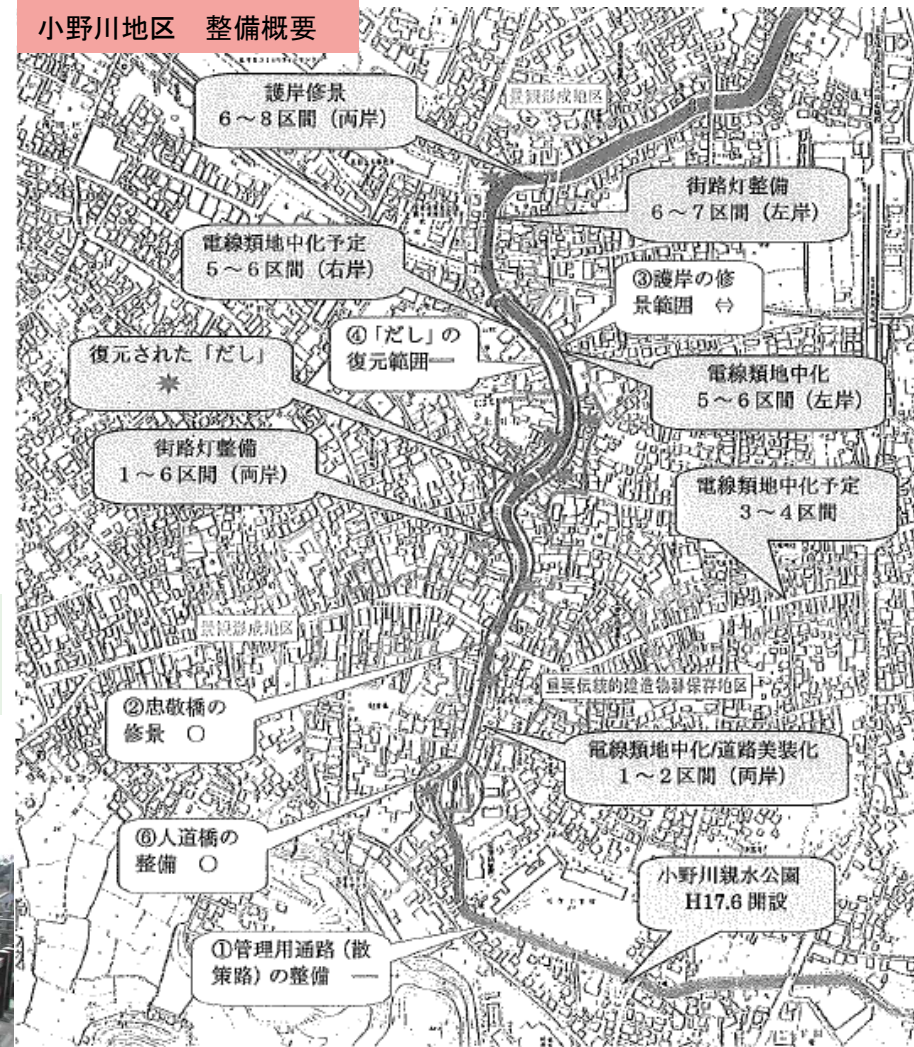 小野川地区　整備概要
護岸修景
6～8区間（両岸）
景観形成地区
街路灯整備
6～7区間（左岸）
電線類地中化予定
5～6区間（右岸）
③護岸の修
景範囲　⇔
④「だし」の
復元範囲―
復元された「だし」
電線類地中化
5～6区間（左岸）
街路灯整備
1～6区間（両岸）
電線類地中化予定
3～4区間
景観形成地区
重要伝統的建造物群保存地区
②忠敬橋の
修景　○
電線類地中化/道路美装化
1～2区間（両岸）
⑥人道橋の
整備　○
小野川親水公園
H17.6開設
①管理用通路（散
策路）の整備　―